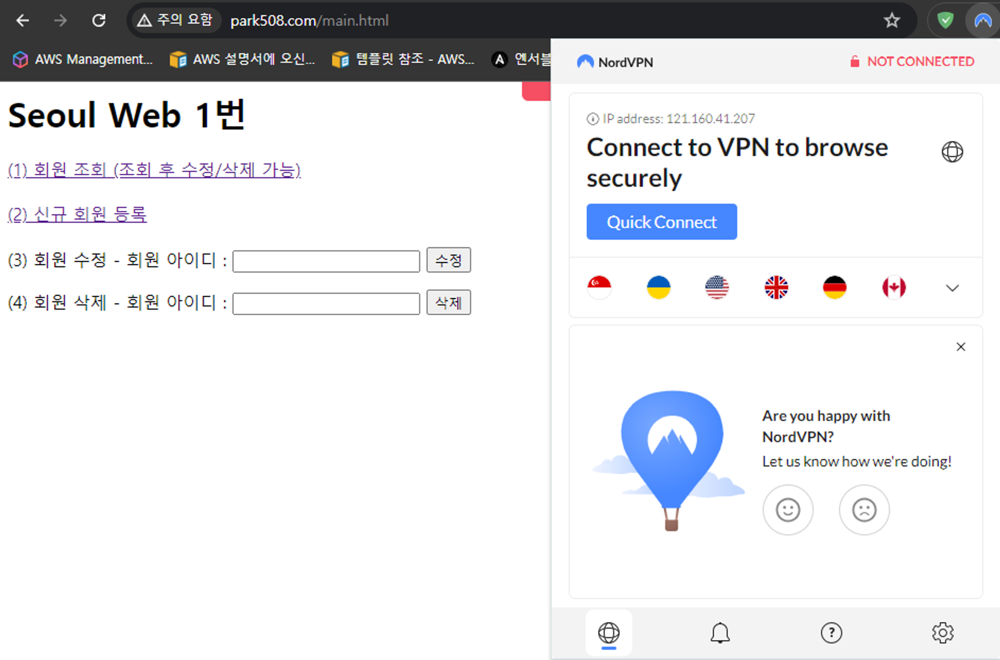 주의 요함
park508.com/main.html
AWS Management...
AWS 설명서에 오신...
템플릿 참조 - AWS...
A 엔서블
Seoul Web 1번
(1) 회원 조회 (조회 후 수정/삭제 가능)
(2) 신규 회원 등록
(3) 회원 수정 - 회원 아이디 : 수정
(4) 회원 삭제 - 회원 아이디 : 삭제
NordVPN
NOT CONNECTED
IP address: 121.160.41.207
Connect to VPN to browse
securely
Quick Connect
Are you happy with
NordVPN?
Let us know how we're doing!